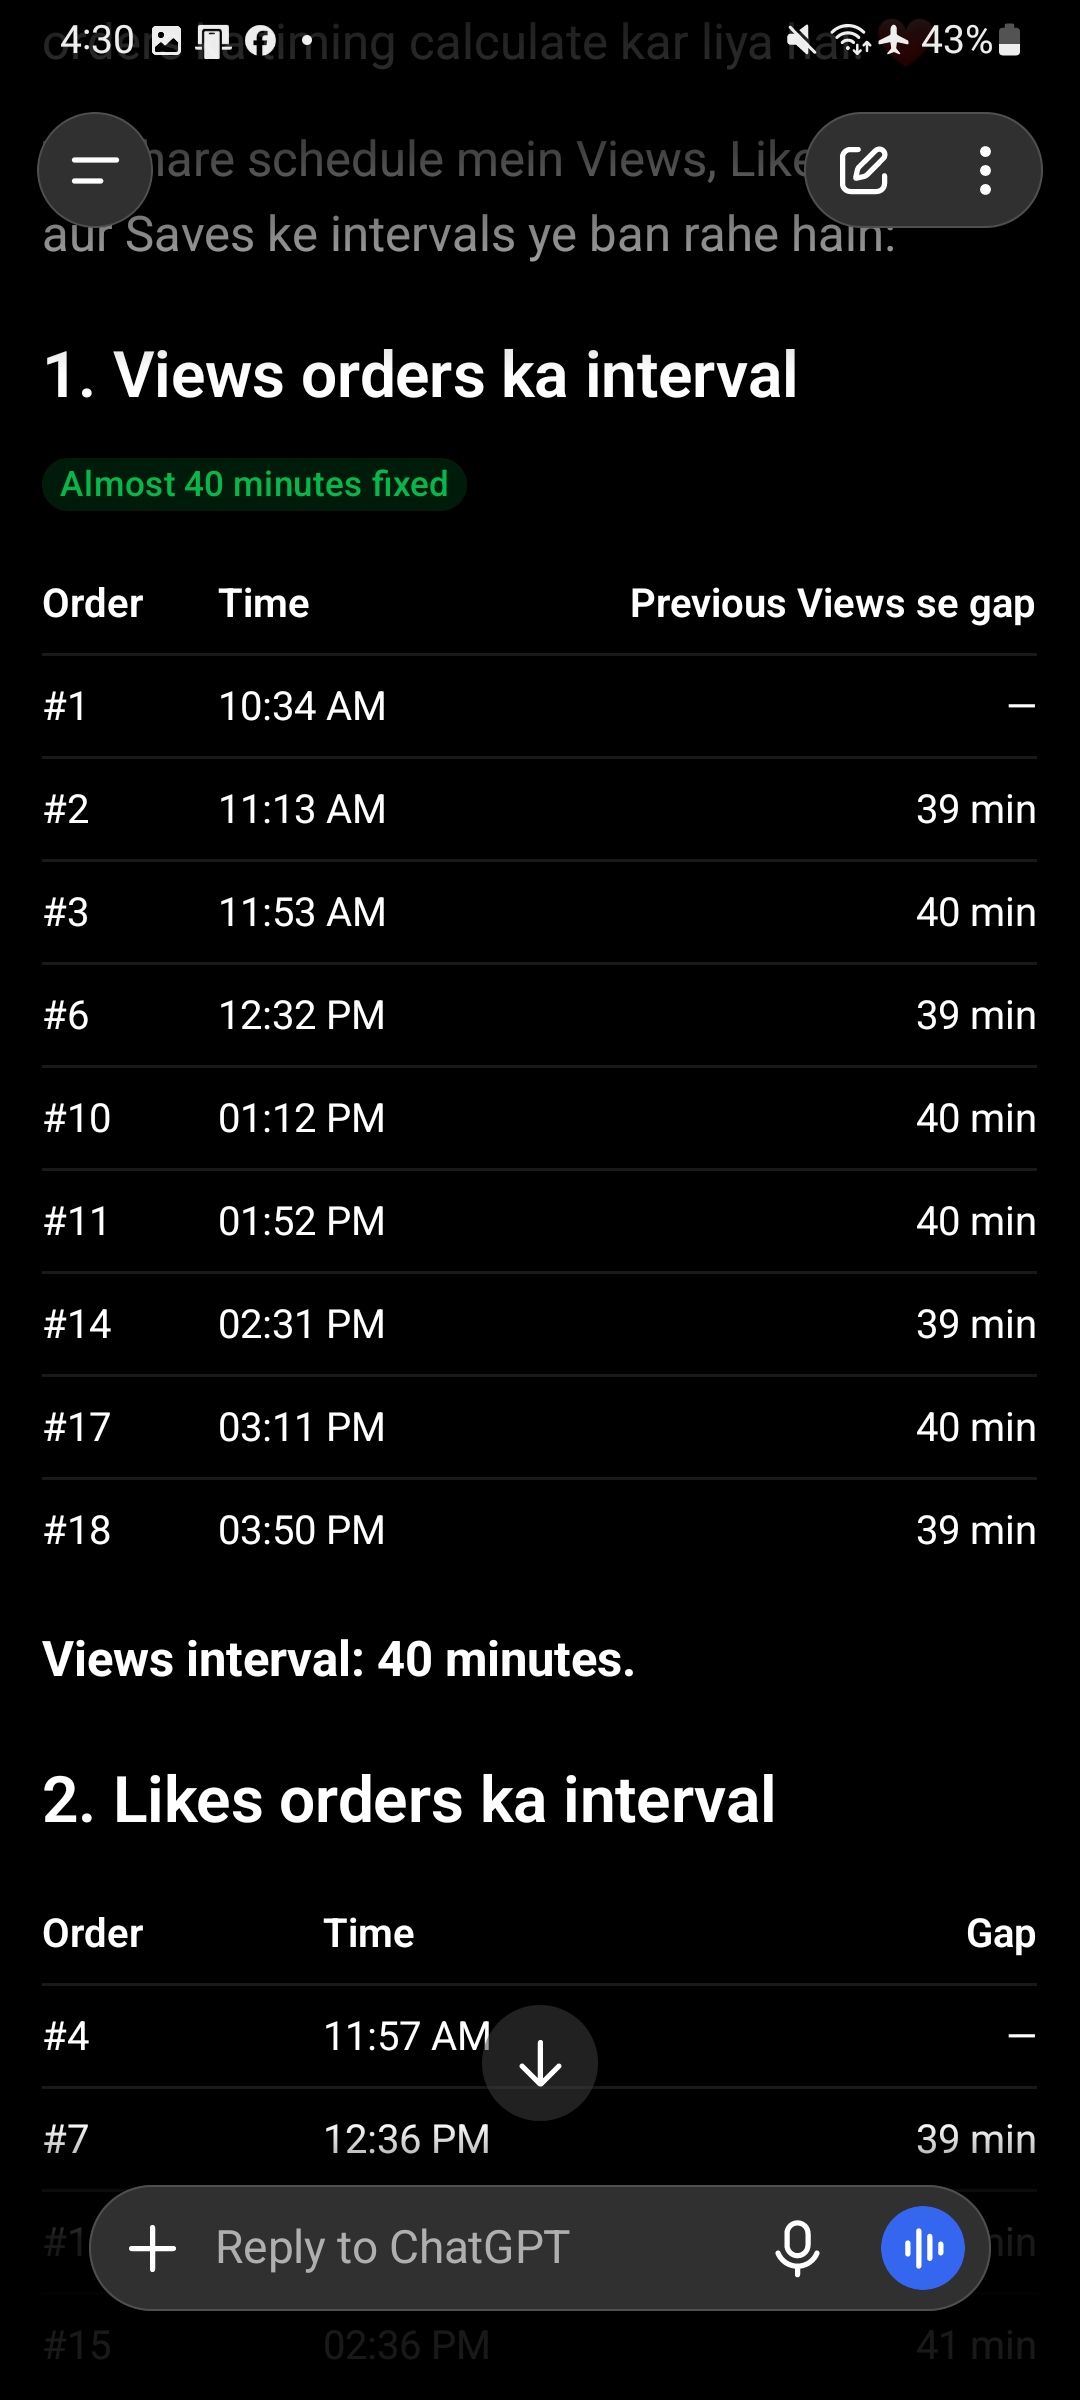 4:30
43%
orders ka timing calculate kar liya hai.
hare schedule mein Views, Like
aur Saves ke intervals ye ban rahe hain:
1. Views orders ka interval
Almost 40 minutes fixed
Order Time Previous Views se gap
#1 10:34 AM —
#2 11:13 AM 39 min
#3 11:53 AM 40 min
#6 12:32 PM 39 min
#10 01:12 PM 40 min
#11 01:52 PM 40 min
#14 02:31 PM 39 min
#17 03:11 PM 40 min
#18 03:50 PM 39 min
Views interval: 40 minutes.
2. Likes orders ka interval
Order Time Gap
#4 11:57 AM —
#7 12:36 PM 39 min
Reply to ChatGPT
#15 02:36 PM 41 min